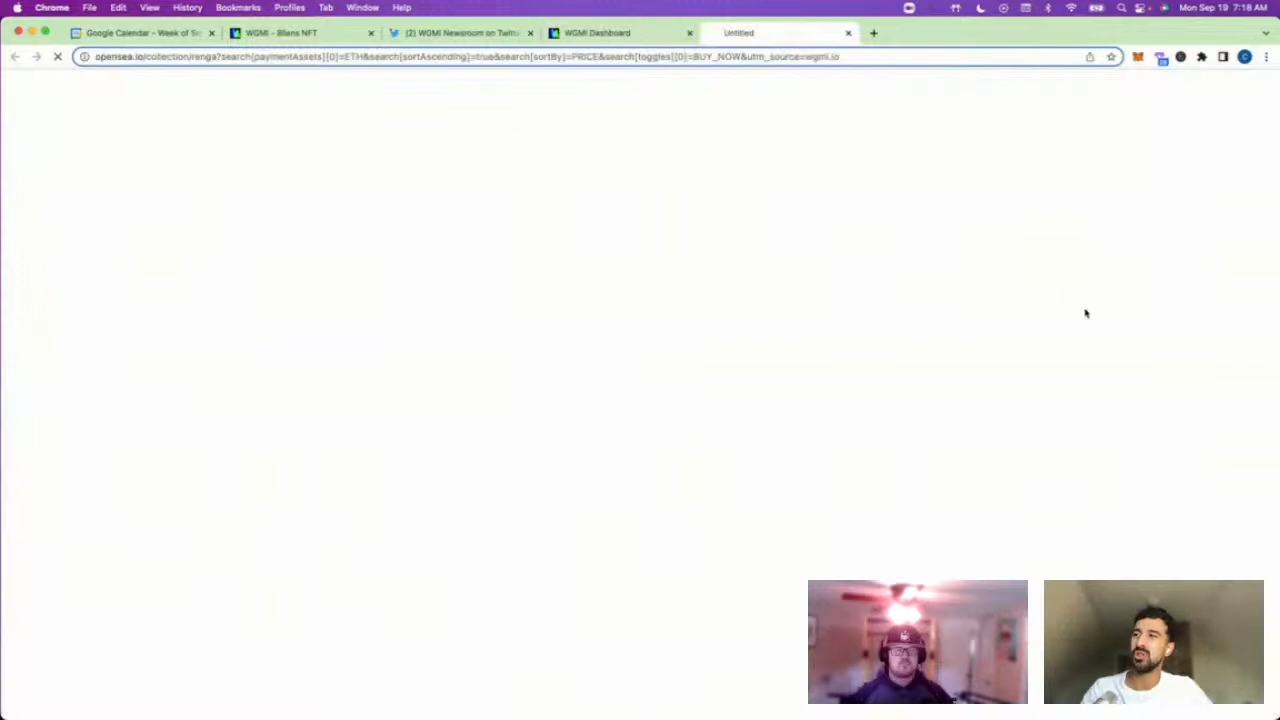 Chrome File Edit View History Bookmarks Profiles Tab Window Help Mon Sep 19 7:18 AM
Google Calendar - Week of Se WGMI - 8liens NFT (2) WGMI Newsroom on Twitt WGMI Dashboard Untitled
opensea.io/collection/renga?search[paymentAssets][0]=ETH&search[sortAscending]=true&search[sortBy]=PRICE&search[toggles][0]=BUY_NOW&utm_source=wgmi.io